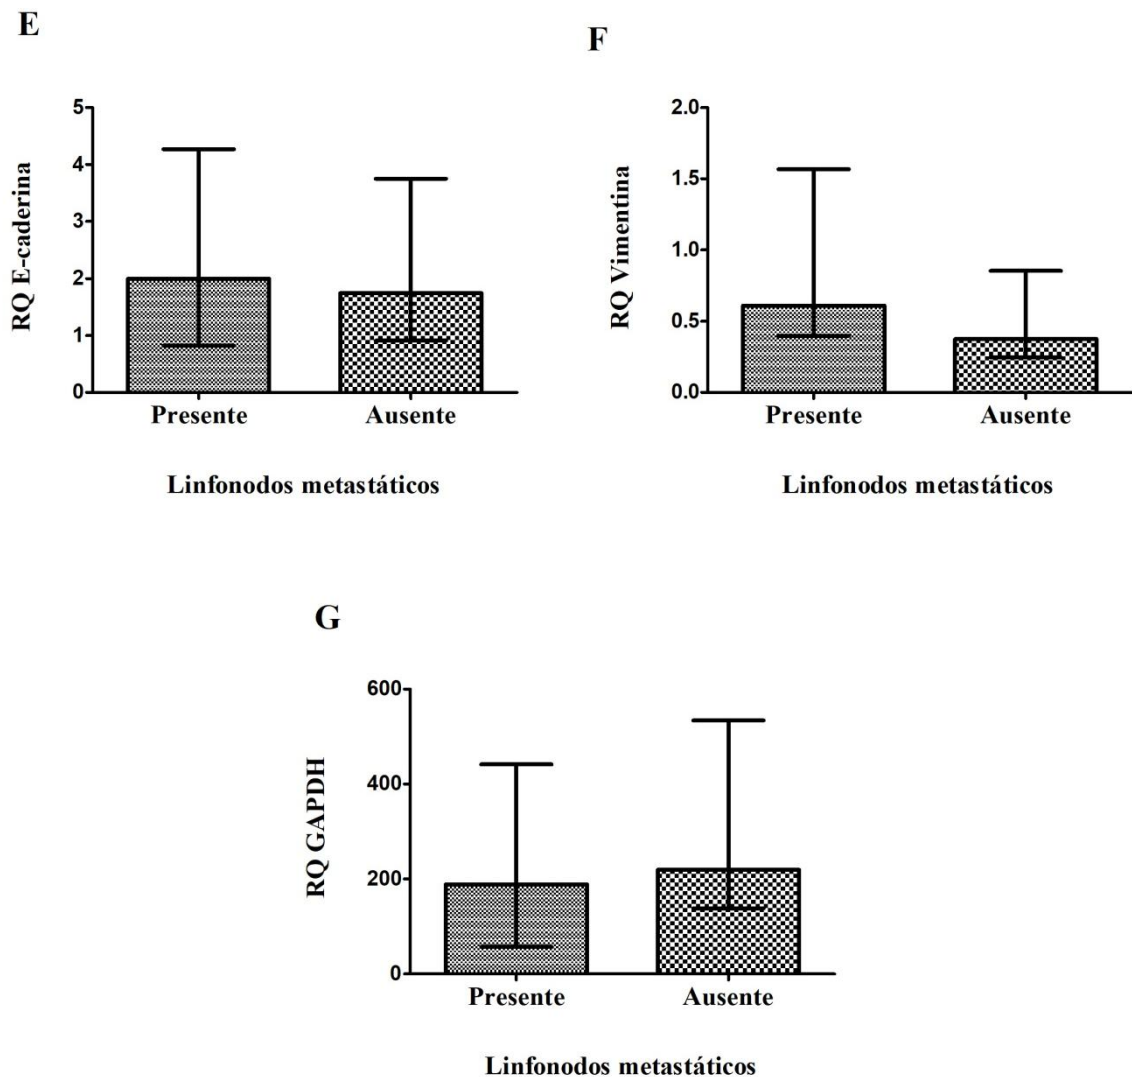 E
F
5
4
3
2
1
0
RQ E-caderina
Presente
Ausente
Linfonodos metastáticos
2.0
1.5
1.0
0.5
0.0
RQ Vimentina
Presente
Ausente
Linfonodos metastáticos
G
600
400
200
0
RQ GAPDH
Presente
Ausente
Linfonodos metastáticos